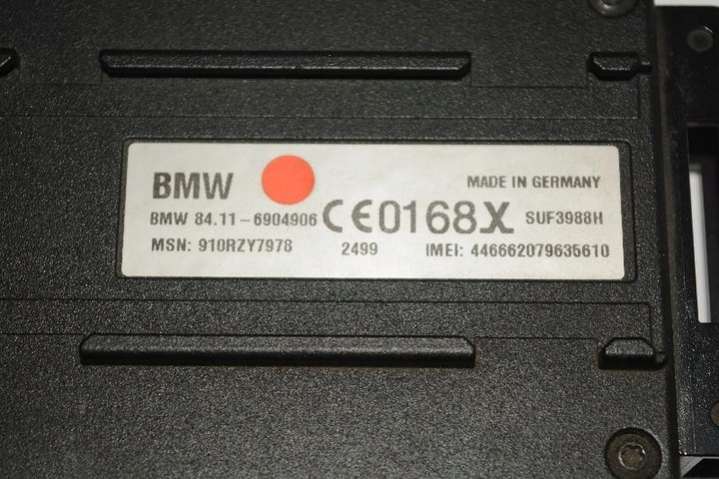 BMW MADE IN GERMANY
BMW 84.11-6904906 CE0168X SUF3988H
MSN: 910RZY7978 2499 IMEI: 446662079635610